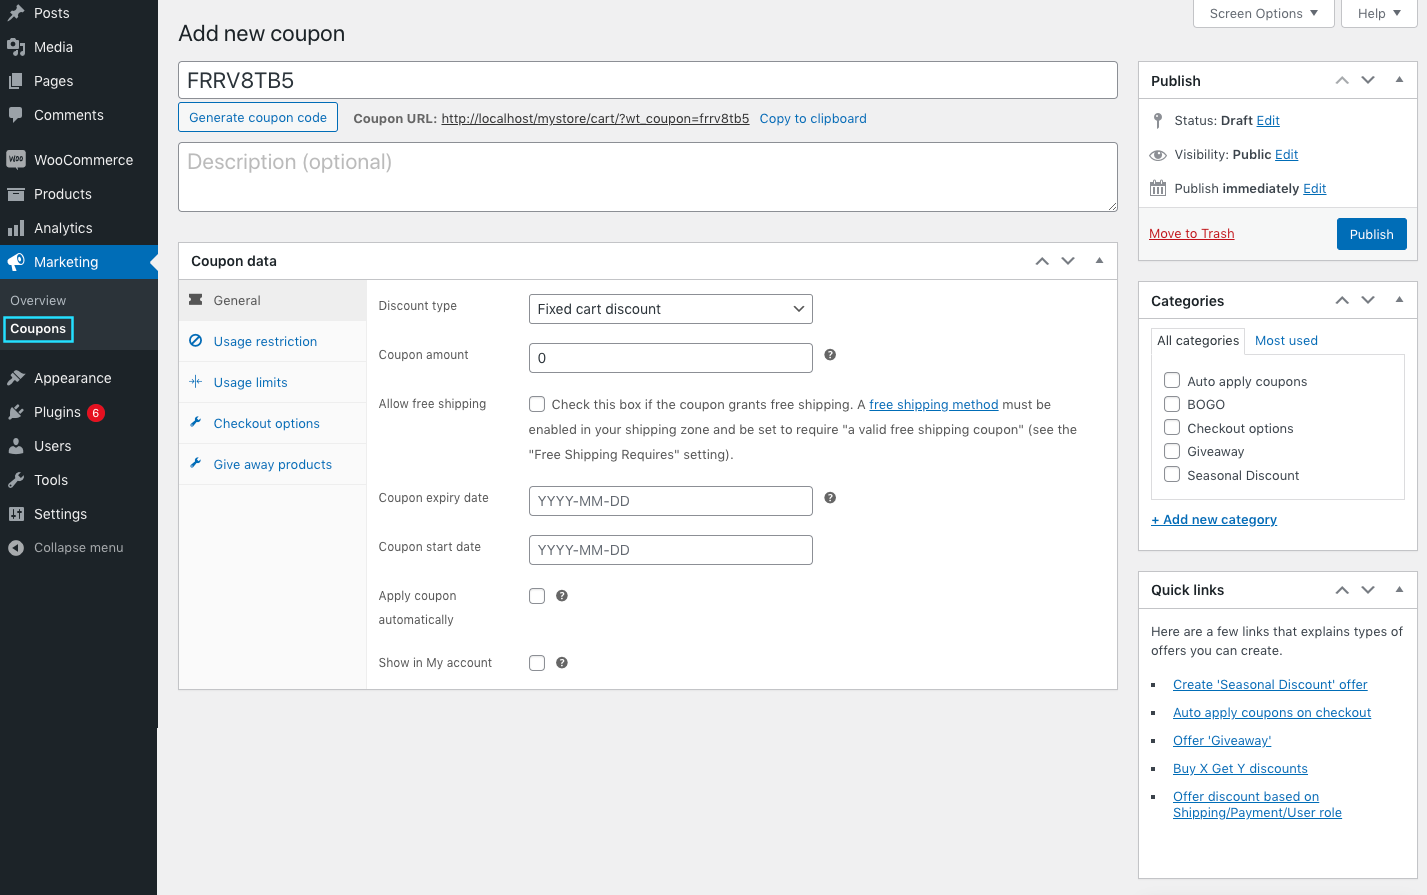 Posts
Media
Pages
Comments
WOO WooCommerce
Products
Analytics
Marketing
Overview
Coupons
Appearance
Plugins 6
Users
Tools
Settings
Collapse menu
Screen Options Help
Add new coupon
FRRV8TB5
Generate coupon code Coupon URL: http://localhost/mystore/cart/?wt_coupon=frrv8tb5 Copy to clipboard
Description (optional)
Coupon data
General
Usage restriction
Usage limits
Checkout options
Give away products
Discount type Fixed cart discount
Coupon amount 0 ?
Allow free shipping Check this box if the coupon grants free shipping. A free shipping method must be
enabled in your shipping zone and be set to require "a valid free shipping coupon" (see the
"Free Shipping Requires" setting).
Coupon expiry date YYYY-MM-DD ?
Coupon start date YYYY-MM-DD
Apply coupon ?
automatically
Show in My account ?
Publish
Status: Draft Edit
Visibility: Public Edit
Publish immediately Edit
Move to Trash Publish
Categories
All categories Most used
Auto apply coupons
BOGO
Checkout options
Giveaway
Seasonal Discount
+ Add new category
Quick links
Here are a few links that explains types of
offers you can create.
Create 'Seasonal Discount' offer
Auto apply coupons on checkout
Offer 'Giveaway'
Buy X Get Y discounts
Offer discount based on
Shipping/Payment/User role